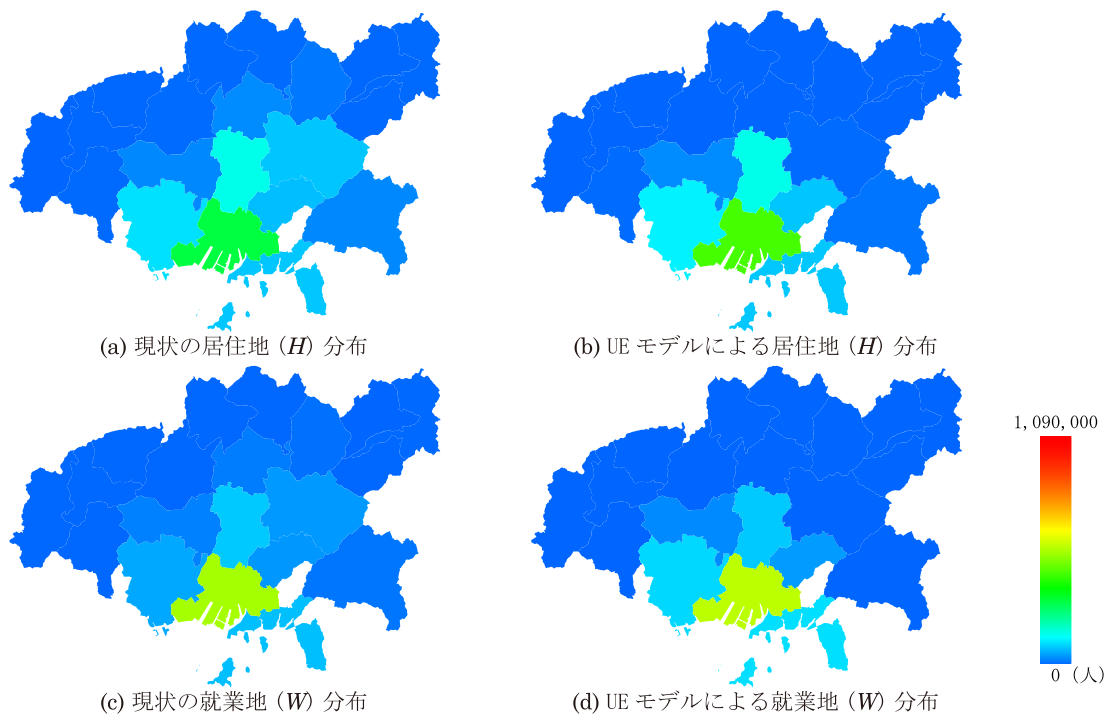 (a) 現状の居住地 (H) 分布
(b) UE モデルによる居住地 (H) 分布
1,090,000
0 (人)
(c) 現状の就業地 (W) 分布
(d) UE モデルによる就業地 (W) 分布